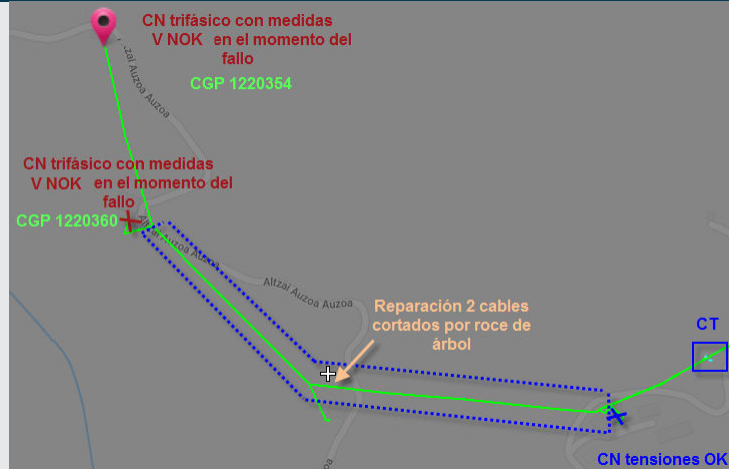 CN trifásico con medidas
V NOK en el momento del
fallo
CGP 1220354
Altzai Auzoa Auzoa
CN trifásico con medidas
V NOK en el momento del
fallo
CGP 1220360
Altzai Auzoa Auzoa
Altzai Auzoa Auzoa
Reparación 2 cables
cortados por roce de
árbol
CT
CN tensiones OK